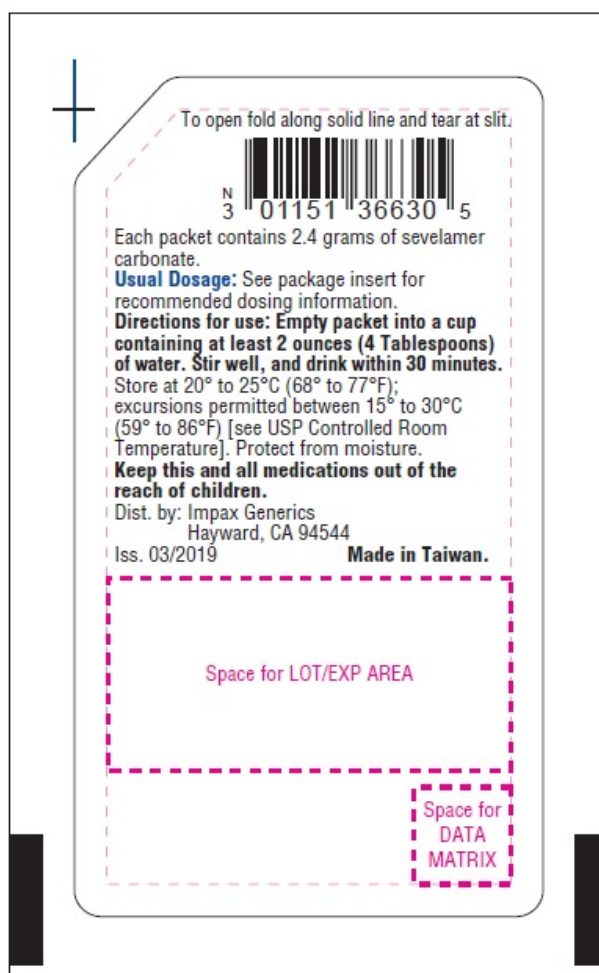 To open fold along solid line and tear at slit.
N
3 01151 36630 5
Each packet contains 2.4 grams of sevelamer
carbonate.
Usual Dosage: See package insert for
recommended dosing information.
Directions for use: Empty packet into a cup
containing at least 2 ounces (4 Tablespoons)
of water. Stir well, and drink within 30 minutes.
Store at 20° to 25°C (68° to 77°F);
excursions permitted between 15° to 30°C
(59° to 86°F) [see USP Controlled Room
Temperature]. Protect from moisture.
Keep this and all medications out of the
reach of children.
Dist. by: Impax Generics
Hayward, CA 94544
Iss. 03/2019 Made in Taiwan.
Space for LOT/EXP AREA
Space for
DATA
MATRIX